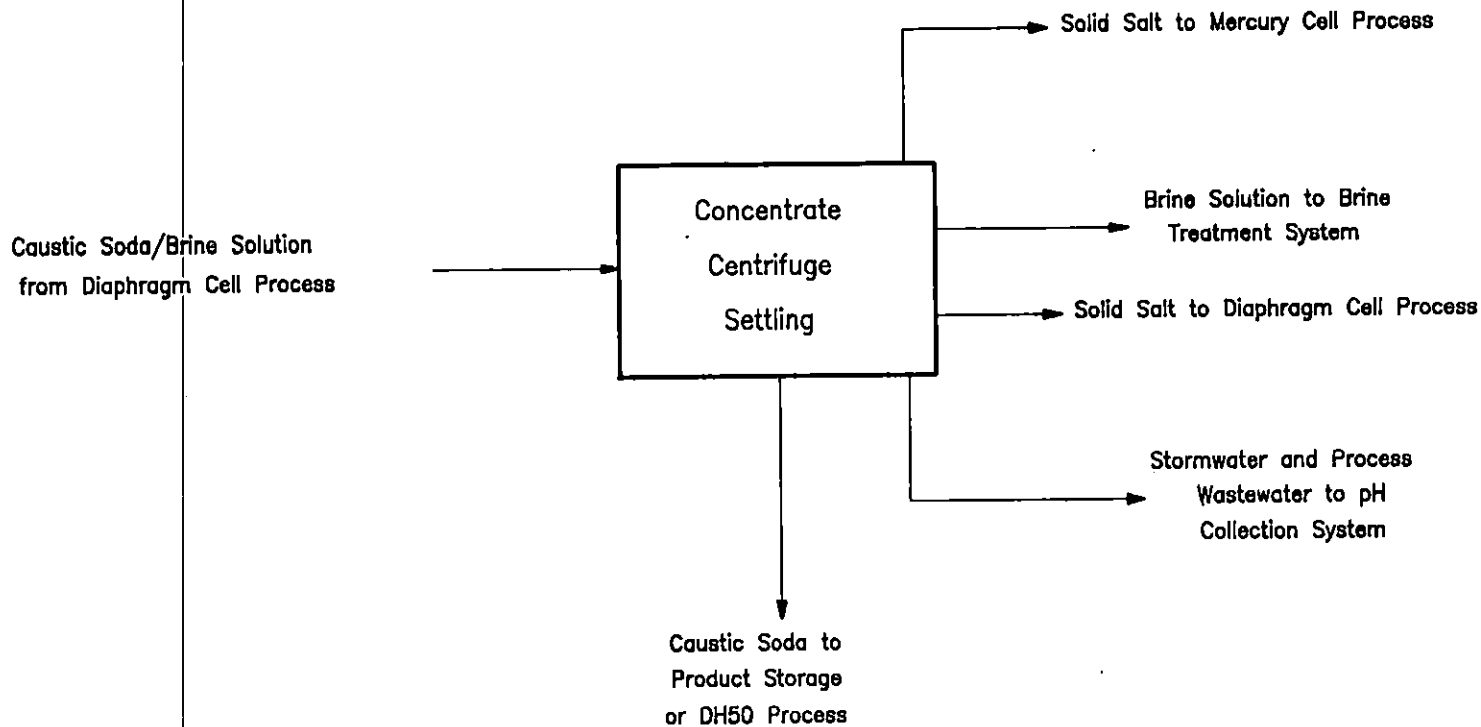 Solid Salt to Mercury Cell Process
Concentrate
Centrifuge
Settling
Brine Solution to Brine
Treatment System
Caustic Soda/Brine Solution
from Diaphragm Cell Process
Solid Salt to Diaphragm Cell Process
Stormwater and Process
Wastewater to pH
Collection System
Caustic Soda to
Product Storage
or DH50 Process